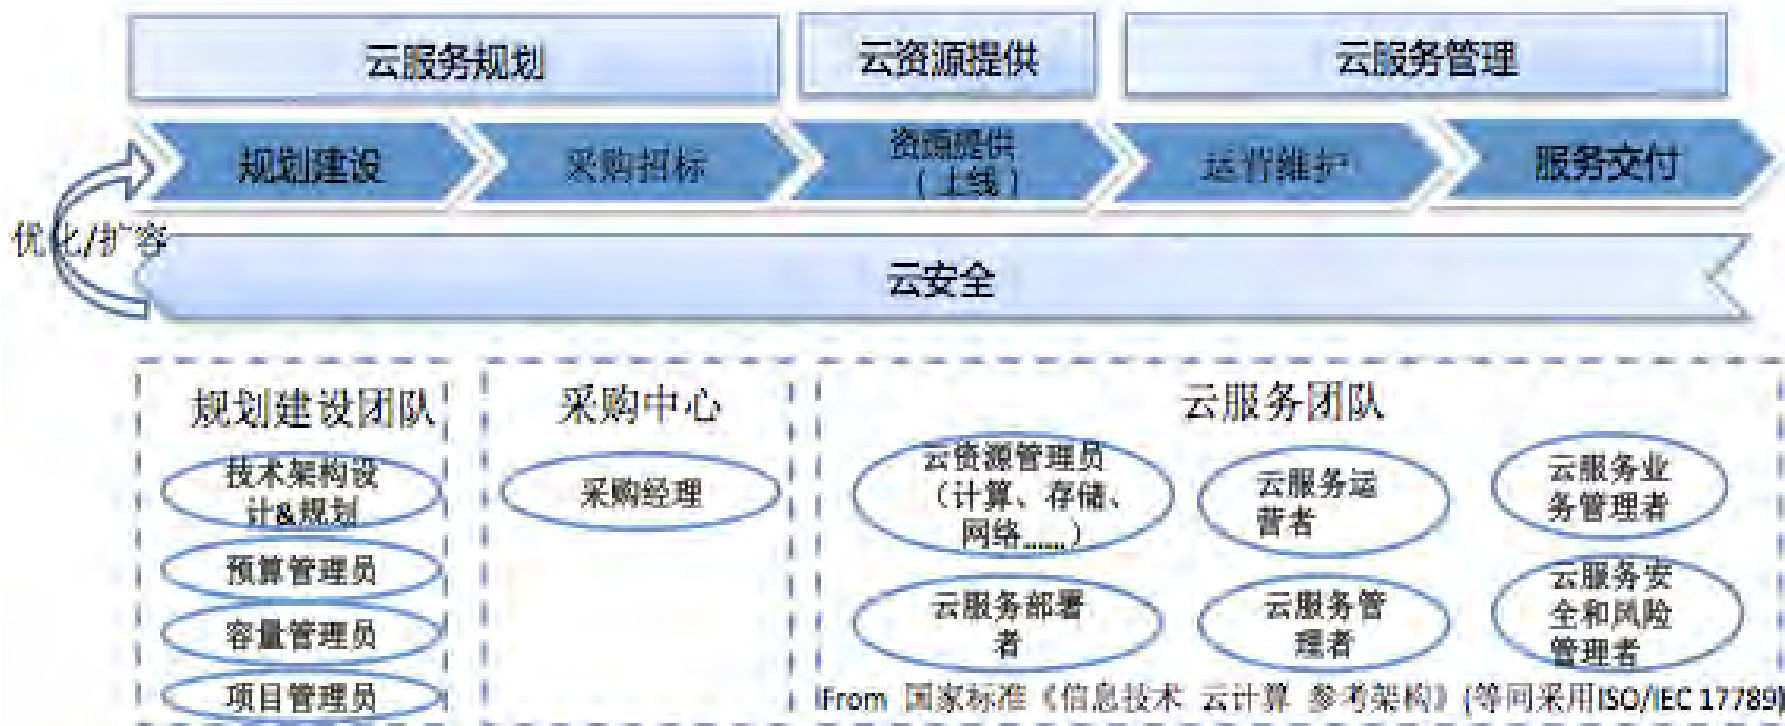 云服务规划
云资源提供
云服务管理
规划建设
采购招标
资源提供
（上线）
运营维护
服务交付
优化/扩容
云安全
规划建设团队
技术架构设
计&规划
预算管理员
容量管理员
项目管理员
采购中心
采购经理
云服务团队
云资源管理员
（计算、存储、
网络......）
云服务运
营者
云服务业
务管理者
云服务部署
者
云服务管
理者
云服务安
全和风险
管理者
From 国家标准《信息技术 云计算 参考架构》(等同采用ISO/IEC 17789)